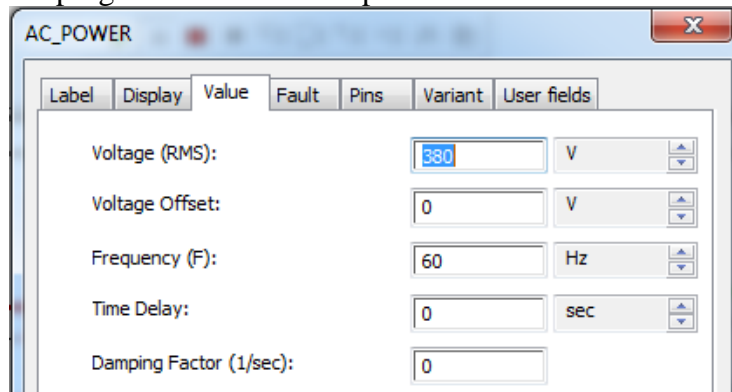 AC_POWER
Label Display Value Fault Pins Variant User fields
Voltage (RMS): 380 V
Voltage Offset: 0 V
Frequency (F): 60 Hz
Time Delay: 0 sec
Damping Factor (1/sec): 0